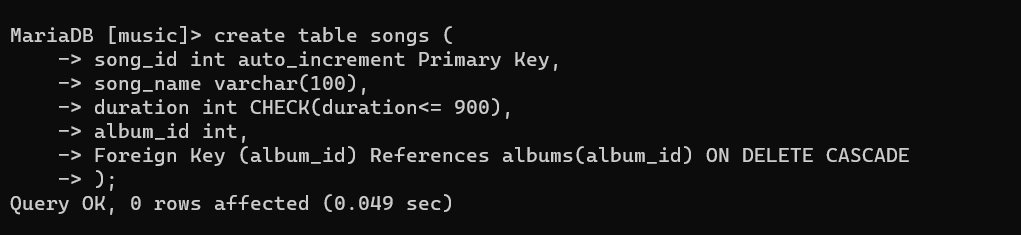 MariaDB [music]> create table songs (
    -> song_id int auto_increment Primary Key,
    -> song_name varchar(100),
    -> duration int CHECK(duration<= 900),
    -> album_id int,
    -> Foreign Key (album_id) References albums(album_id) ON DELETE CASCADE
    -> );
Query OK, 0 rows affected (0.049 sec)